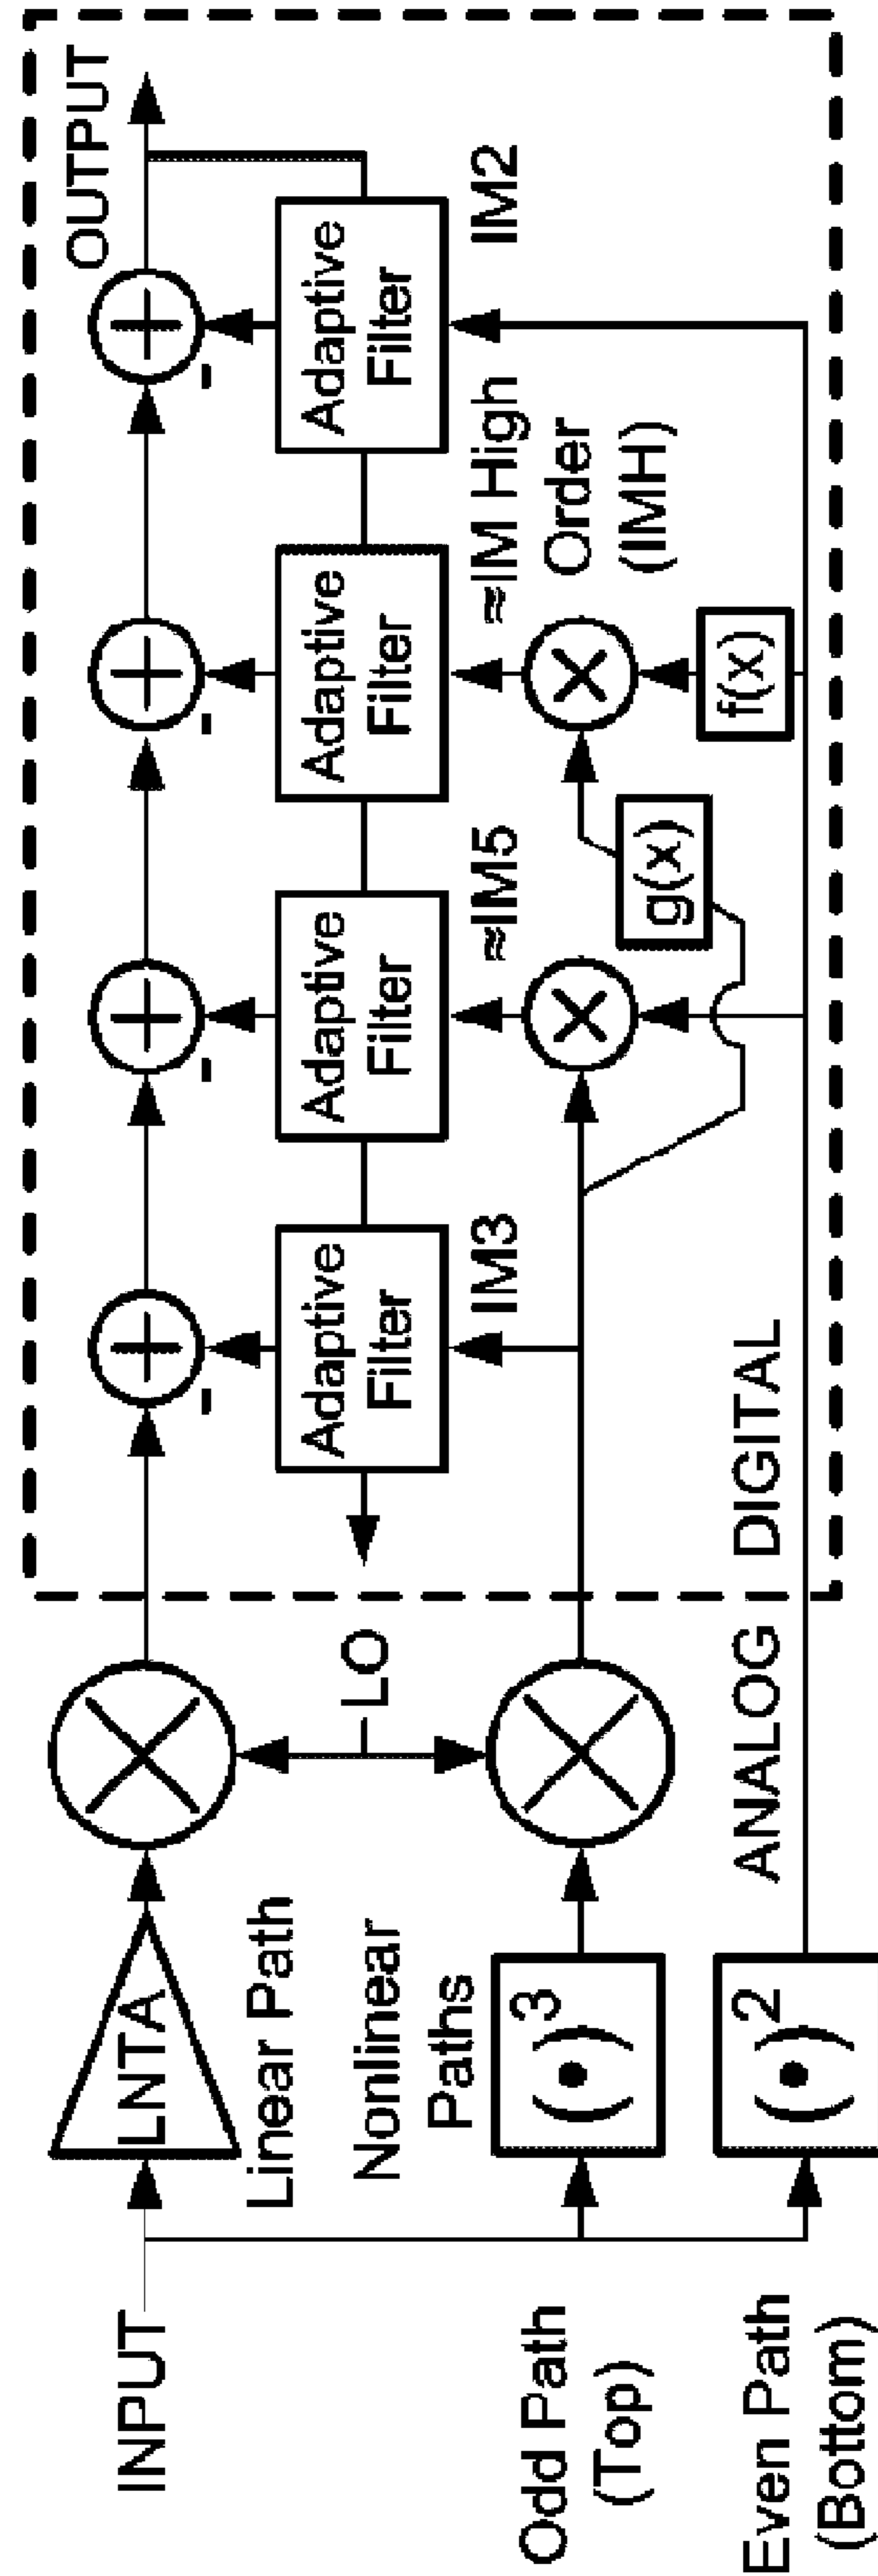 INPUT
LNTA
Linear Path
LO
OUTPUT
-
-
-
-
Adaptive
Filter
Adaptive
Filter
Adaptive
Filter
Adaptive
Filter
IM3
≈IM5
≈IM High
Order
(IMH)
IM2
Nonlinear
Paths
Odd Path
(Top)
(•)³
g(x)
f(x)
Even Path
(Bottom)
(•)²
ANALOG
DIGITAL